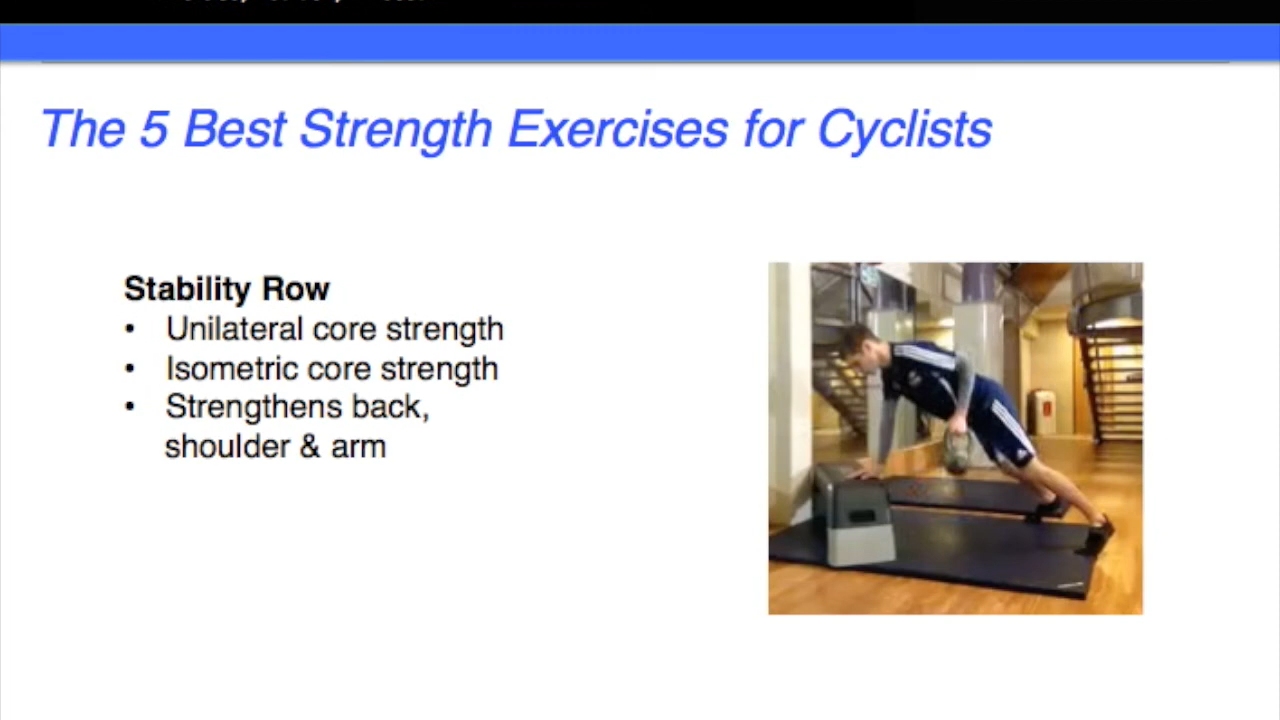 The 5 Best Strength Exercises for Cyclists
Stability Row
• Unilateral core strength
• Isometric core strength
• Strengthens back,
shoulder & arm